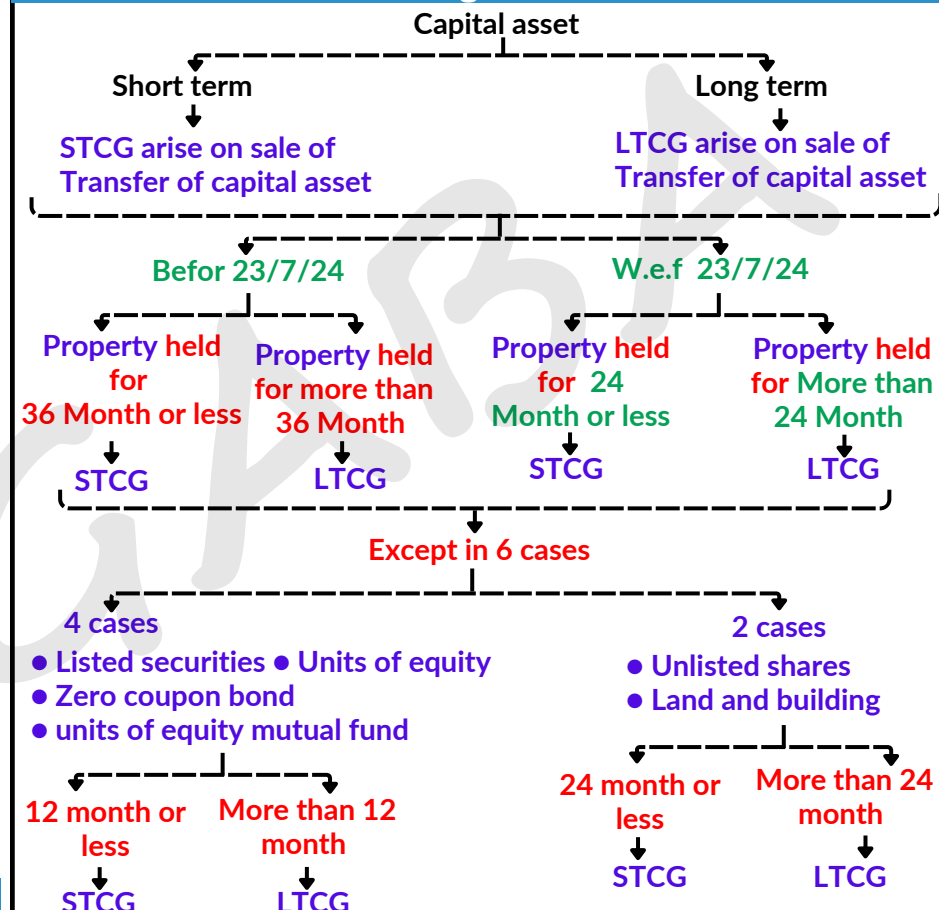 Capital asset
Short term
Long term
STCG arise on sale of
Transfer of capital asset
LTCG arise on sale of
Transfer of capital asset
Befor 23/7/24
W.e.f 23/7/24
Property held
for
36 Month or less
Property held
for more than
36 Month
Property held
for 24
Month or less
Property held
for More than
24 Month
STCG
LTCG
STCG
LTCG
Except in 6 cases
4 cases
● Listed securities ● Units of equity
● Zero coupon bond
● units of equity mutual fund
2 cases
● Unlisted shares
● Land and building
12 month or
less
More than 12
month
24 month or
less
More than 24
month
STCG
LTCG
STCG
LTCG
CABA